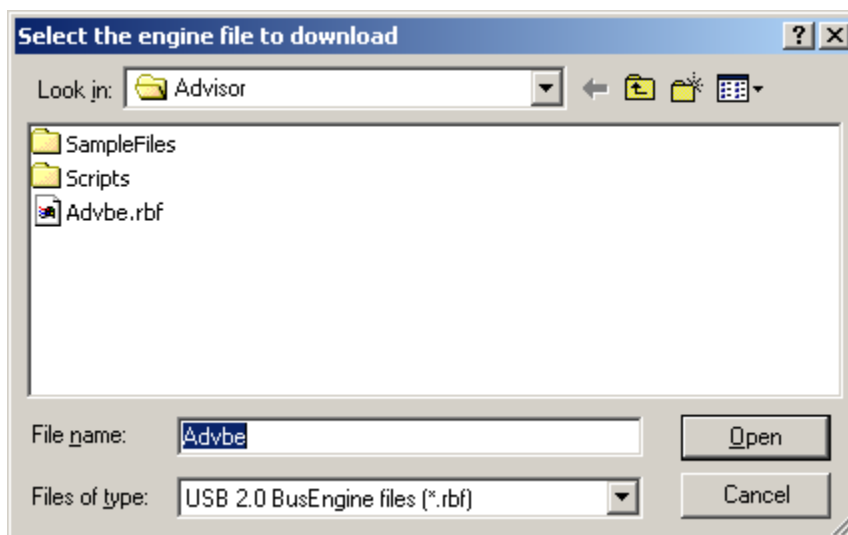 Select the engine file to download
Look in: Advisor
SampleFiles
Scripts
Advbe.rbf
File name: Advbe Open
Files of type: USB 2.0 BusEngine files (*.rbf) Cancel